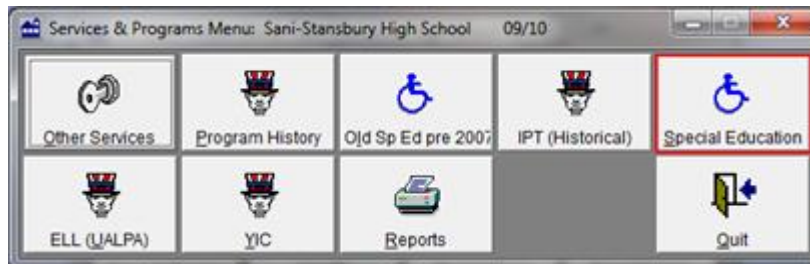 Services & Programs Menu: Sani-Stansbury High School 09/10
Other Services
Program History
Old Sp Ed pre 2007
IPT (Historical)
Special Education
ELL (UALPA)
YIC
Reports
Quit